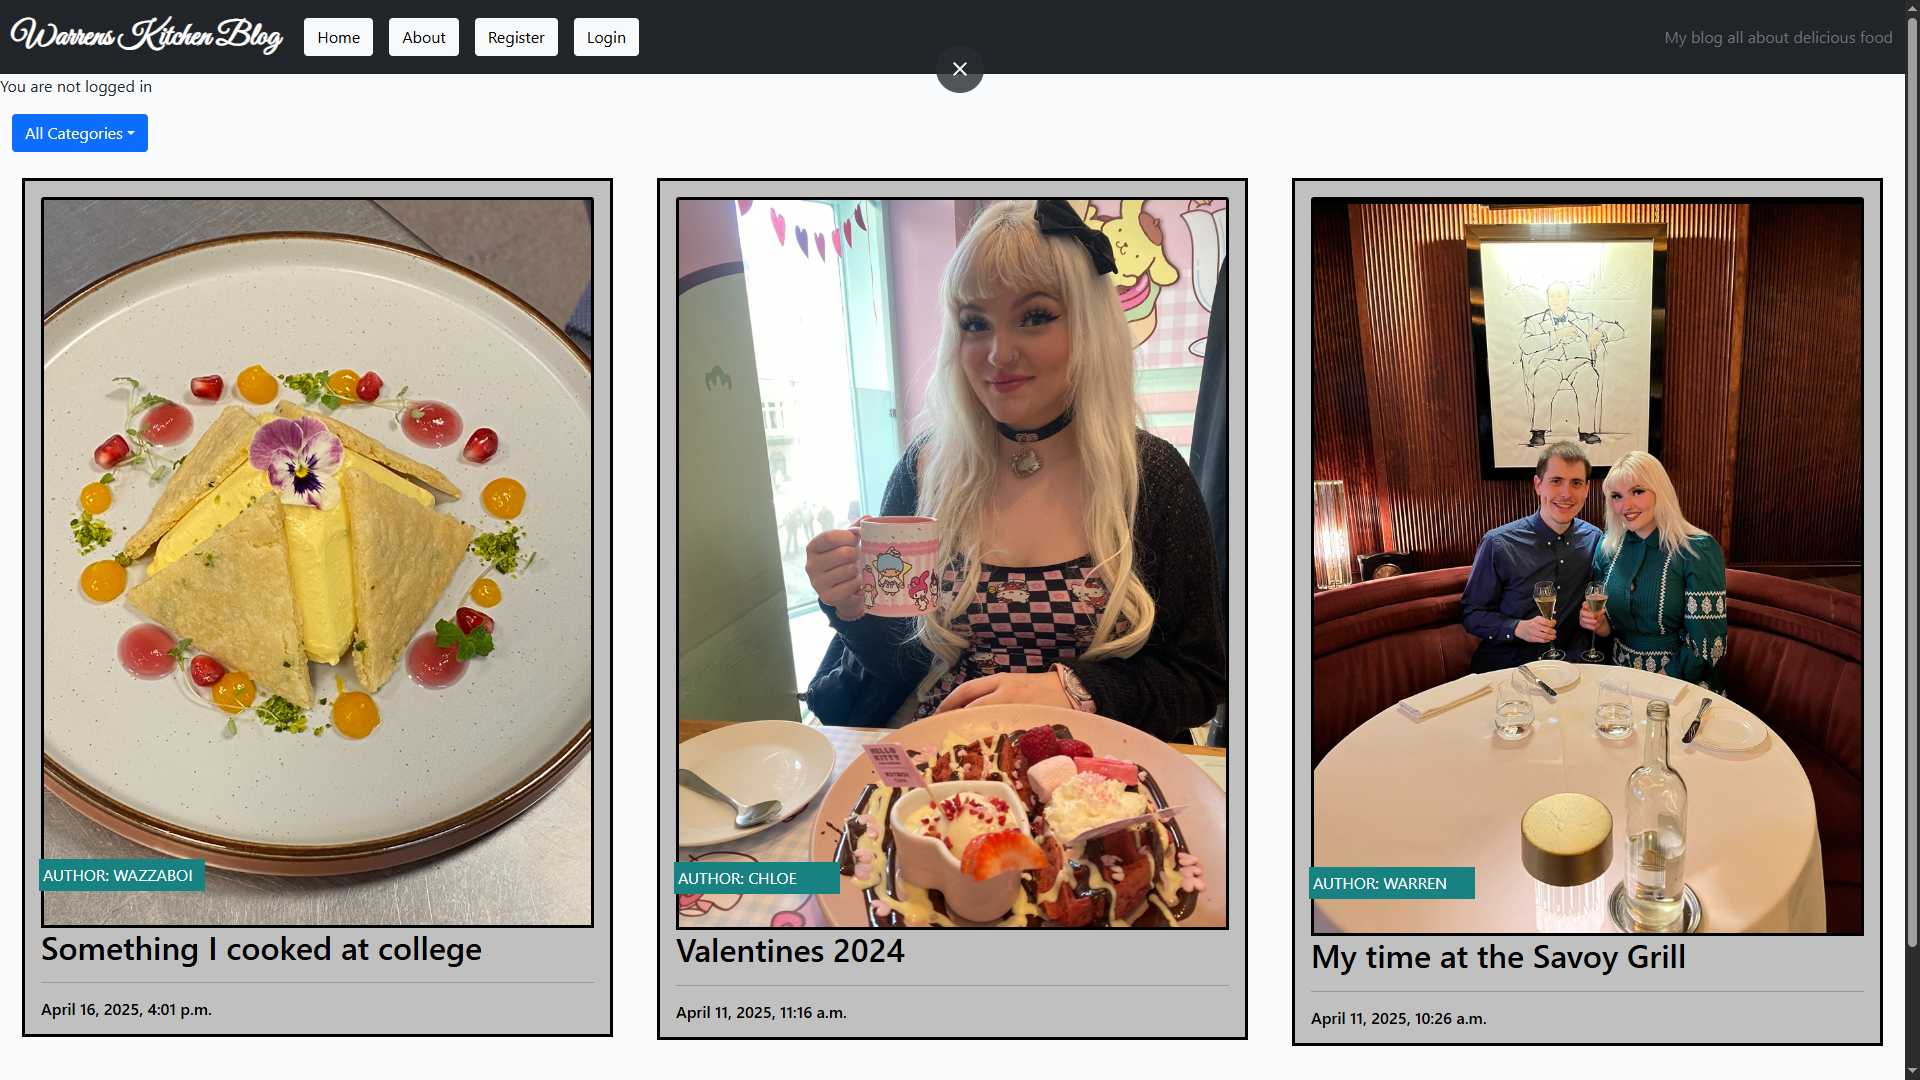 Warrens Kitchen Blog
Home
About
Register
Login
My blog all about delicious food
You are not logged in
All Categories
HELLO
KITTY
AUTHOR: WAZZABOI
AUTHOR: CHLOE
AUTHOR: WARREN
Something I cooked at college
Valentines 2024
My time at the Savoy Grill
April 16, 2025, 4:01 p.m.
April 11, 2025, 11:16 a.m.
April 11, 2025, 10:26 a.m.